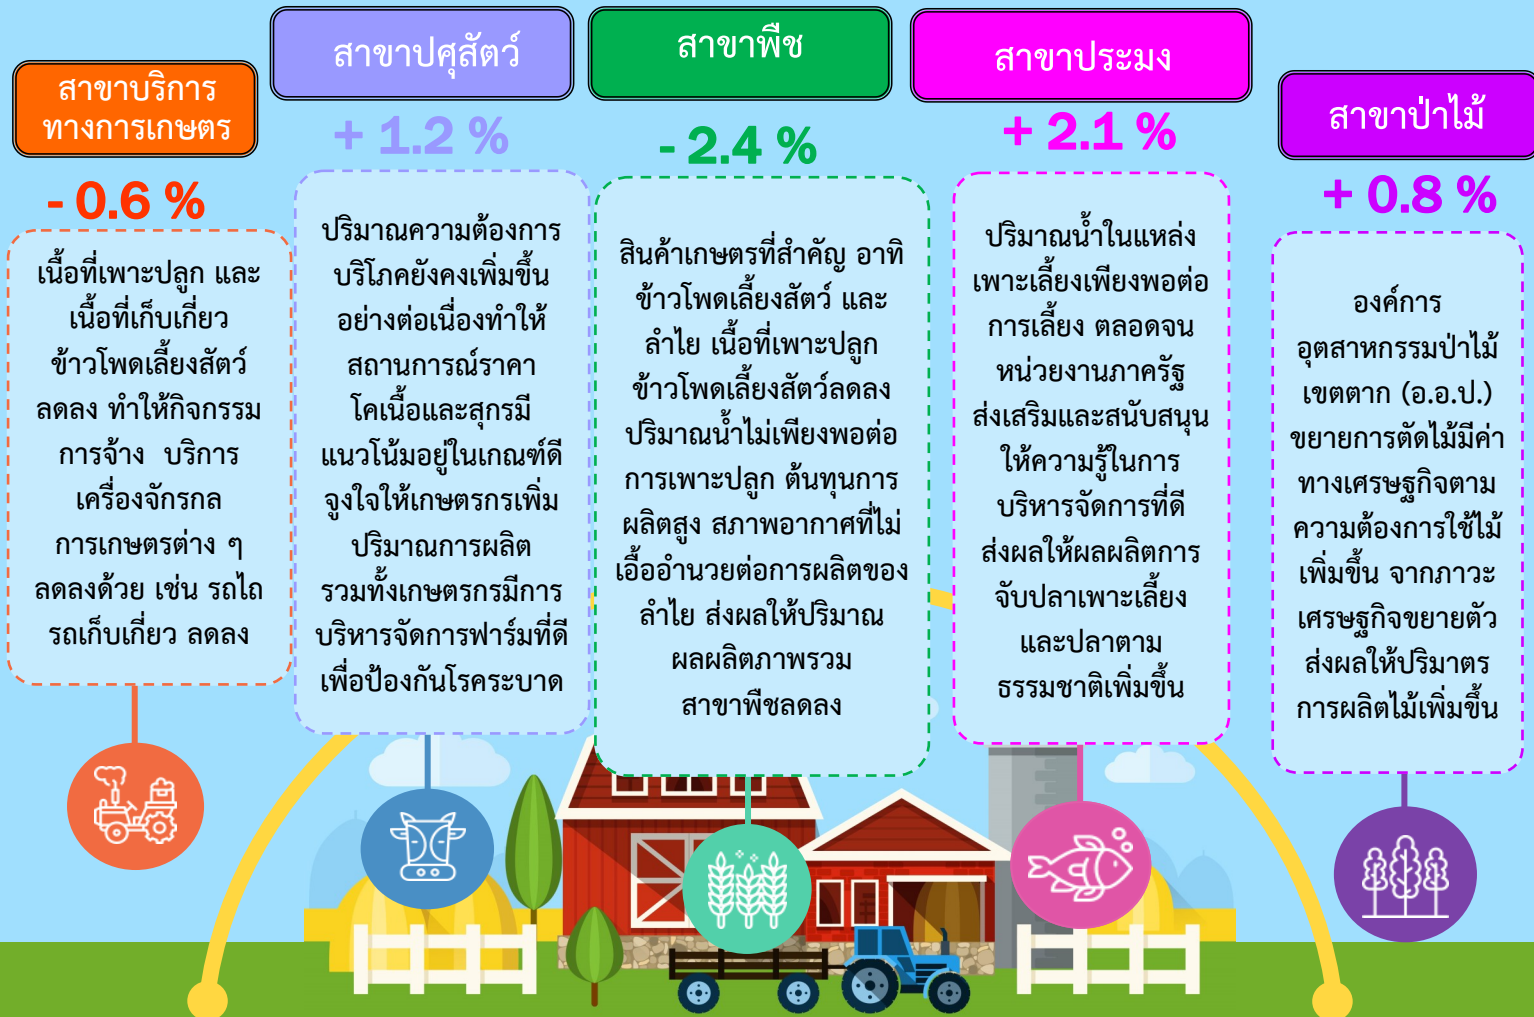 สาขาบริการ
ทางการเกษตร
- 0.6 %
เนื้อที่เพาะปลูก และ
เนื้อที่เก็บเกี่ยว
ข้าวโพดเลี้ยงสัตว์
ลดลง ทำให้กิจกรรม
การจ้าง บริการ
เครื่องจักรกล
การเกษตรต่าง ๆ
ลดลงด้วย เช่น รถไถ
รถเก็บเกี่ยว ลดลง
สาขาปศุสัตว์
+ 1.2 %
ปริมาณความต้องการ
บริโภคยังคงเพิ่มขึ้น
อย่างต่อเนื่องทำให้
สถานการณ์ราคา
โคเนื้อและสุกรมี
แนวโน้มอยู่ในเกณฑ์ดี
จูงใจให้เกษตรกรเพิ่ม
ปริมาณการผลิต
รวมทั้งเกษตรกรมีการ
บริหารจัดการฟาร์มที่ดี
เพื่อป้องกันโรคระบาด
สาขาพืช
- 2.4 %
สินค้าเกษตรที่สำคัญ อาทิ
ข้าวโพดเลี้ยงสัตว์ และ
ลำไย เนื้อที่เพาะปลูก
ข้าวโพดเลี้ยงสัตว์ลดลง
ปริมาณน้ำไม่เพียงพอต่อ
การเพาะปลูก ต้นทุนการ
ผลิตสูง สภาพอากาศที่ไม่
เอื้ออำนวยต่อการผลิตของ
ลำไย ส่งผลให้ปริมาณ
ผลผลิตภาพรวม
สาขาพืชลดลง
สาขาประมง
+ 2.1 %
ปริมาณน้ำในแหล่ง
เพาะเลี้ยงเพียงพอต่อ
การเลี้ยง ตลอดจน
หน่วยงานภาครัฐ
ส่งเสริมและสนับสนุน
ให้ความรู้ในการ
บริหารจัดการที่ดี
ส่งผลให้ผลผลิตการ
จับปลาเพาะเลี้ยง
และปลาตาม
ธรรมชาติเพิ่มขึ้น
สาขาป่าไม้
+ 0.8 %
องค์การ
อุตสาหกรรมป่าไม้
เขตตาก (อ.อ.ป.)
ขยายการตัดไม้มีค่า
ทางเศรษฐกิจตาม
ความต้องการใช้ไม้
เพิ่มขึ้น จากภาวะ
เศรษฐกิจขยายตัว
ส่งผลให้ปริมาตร
การผลิตไม้เพิ่มขึ้น